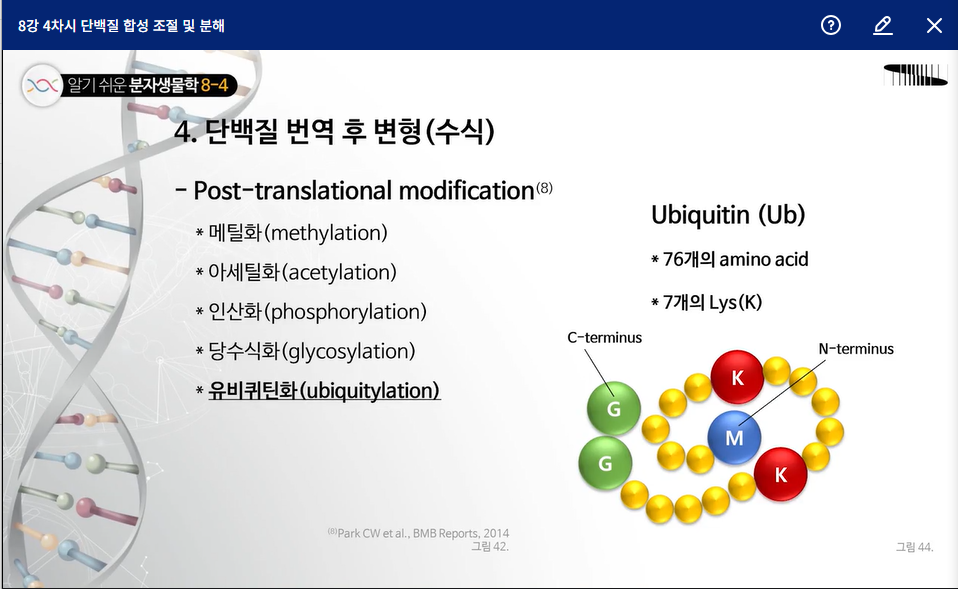 8강 4차시 단백질 합성 조절 및 분해
알기 쉬운 분자생물학 8-4
4. 단백질 번역 후 변형(수식)
- Post-translational modification(8)
* 메틸화(methylation)
* 아세틸화(acetylation)
* 인산화(phosphorylation)
* 당수식화(glycosylation)
* 유비퀴틴화(ubiquitylation)
Ubiquitin (Ub)
* 76개의 amino acid
* 7개의 Lys(K)
C-terminus
N-terminus
K
G
M
G
K
(8)Park CW et al., BMB Reports, 2014
그림 42.
그림 44.